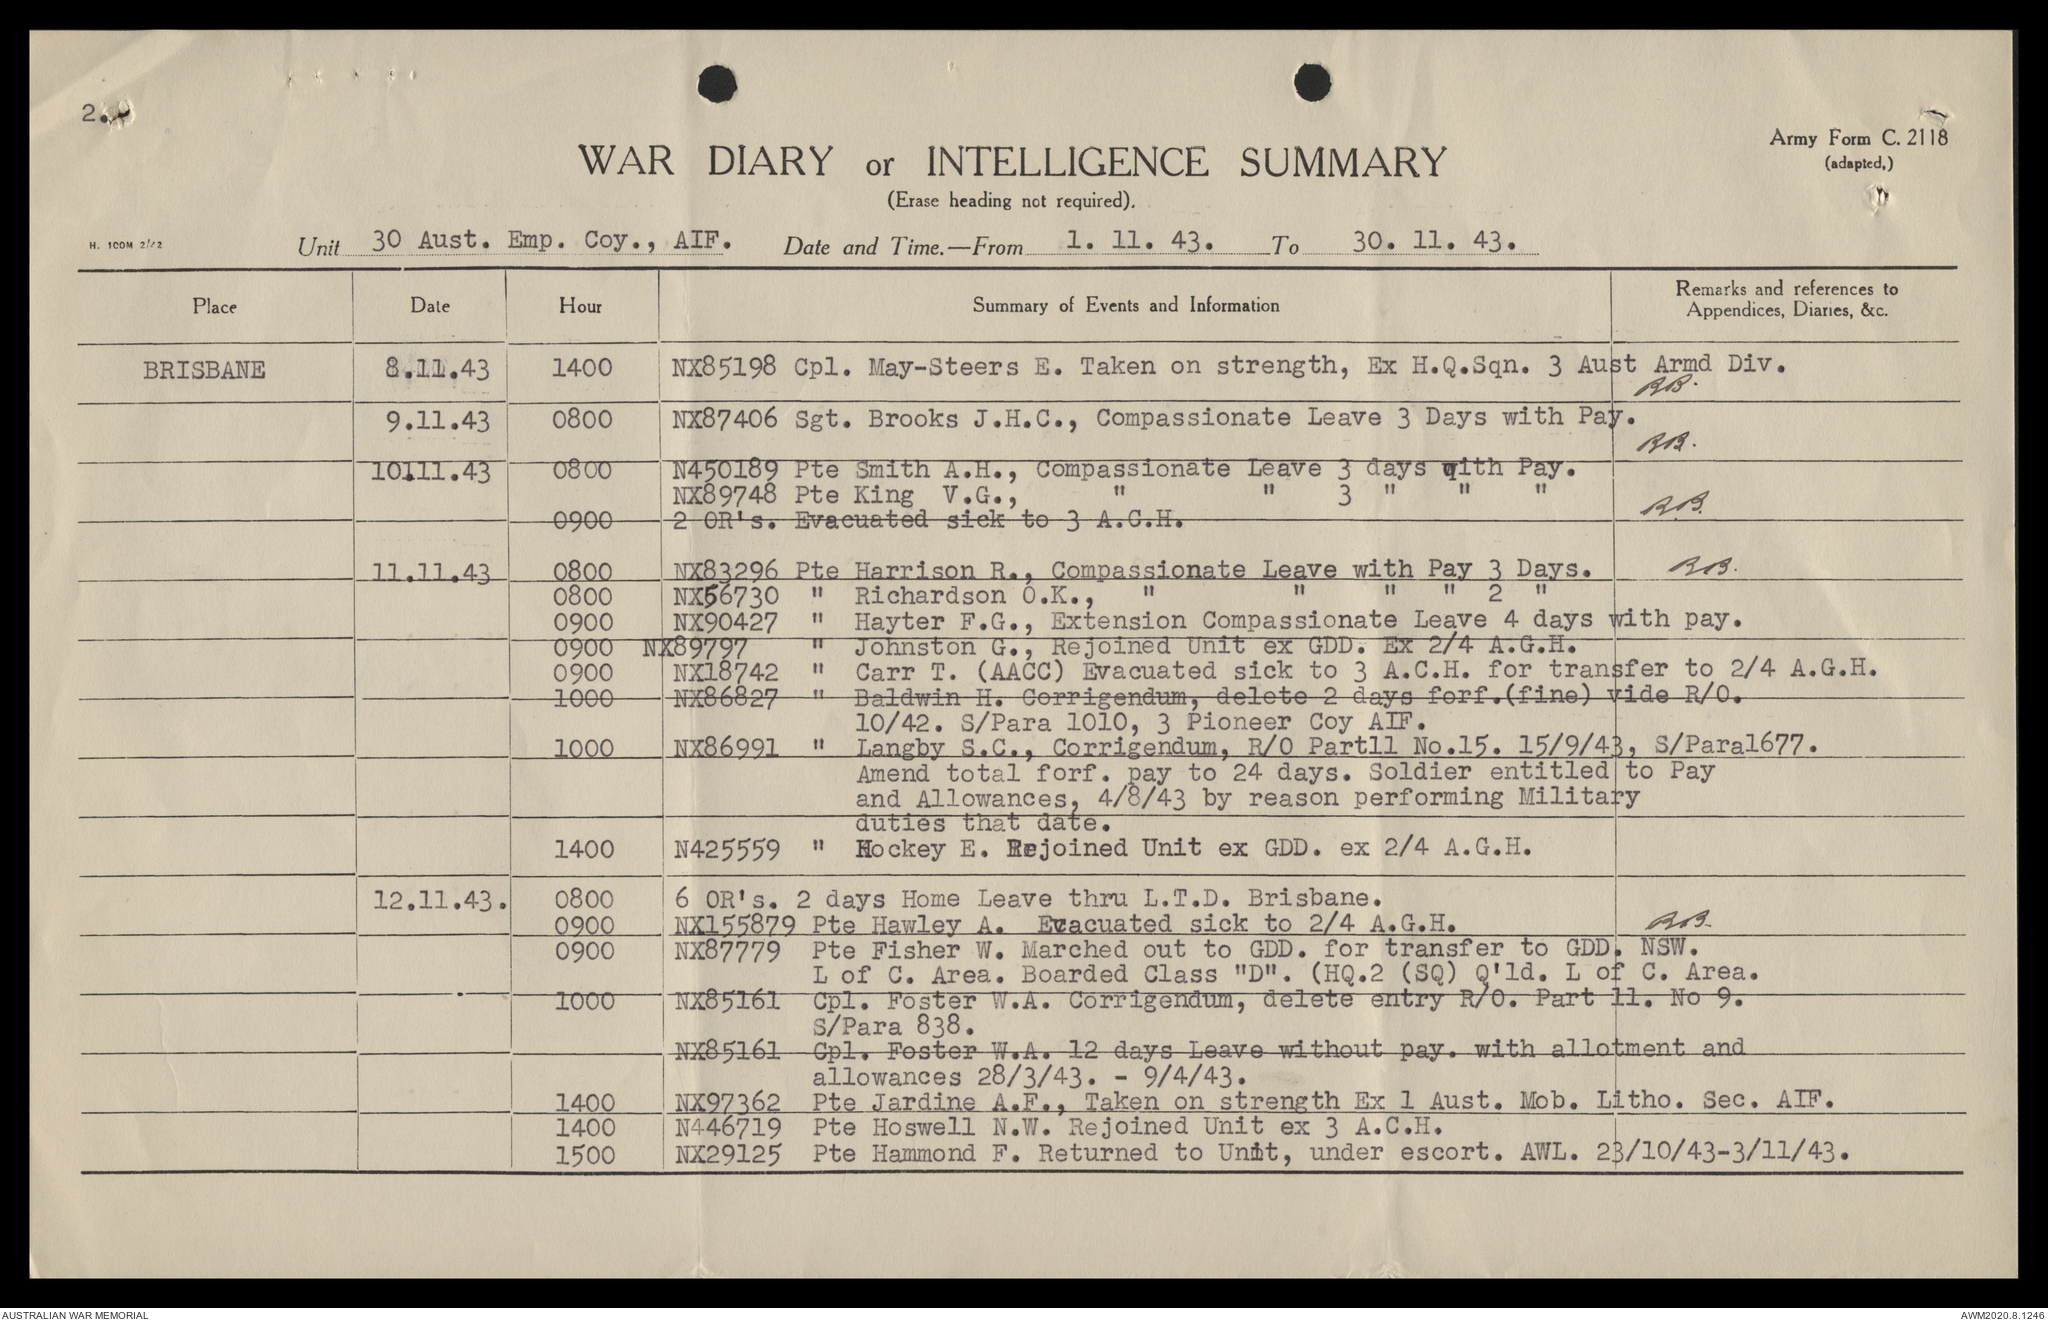 2.
Army Form C. 2118
(adapted,)
WAR DIARY or INTELLIGENCE SUMMARY
(Erase heading not required).
H. 100M 2/42
Unit 30 Aust. Emp. Coy., AIF. Date and Time.—From 1. 11. 43. To 30. 11. 43.
Place Date Hour Summary of Events and Information Remarks and references to Appendices, Diaries, &c.
BRISBANE 8.11.43 1400 NX85198 Cpl. May-Steers E. Taken on strength, Ex H.Q.Sqn. 3 Aust Armd Div.
RB.
9.11.43 0800 NX87406 Sgt. Brooks J.H.C., Compassionate Leave 3 Days with Pay.
RB.
10.11.43 0800 N450189 Pte Smith A.H., Compassionate Leave 3 days qith Pay.
NX89748 Pte King V.G., " " 3 " " "
RB.
0900 2 OR's. Evacuated sick to 3 A.C.H.
11.11.43 0800 NX83296 Pte Harrison R., Compassionate Leave with Pay 3 Days. RB.
0800 NX56730 " Richardson O.K., " " " " 2 "
0900 NX90427 " Hayter F.G., Extension Compassionate Leave 4 days with pay.
0900 NX89797 " Johnston G., Rejoined Unit ex GDD. Ex 2/4 A.G.H.
0900 NX18742 " Carr T. (AACC) Evacuated sick to 3 A.C.H. for transfer to 2/4 A.G.H.
1000 NX86827 " Baldwin H. Corrigendum, delete 2 days forf.(fine) vide R/O.
10/42. S/Para 1010, 3 Pioneer Coy AIF.
1000 NX86991 " Langby S.C., Corrigendum, R/O Part11 No.15. 15/9/43, S/Para1677.
Amend total forf. pay to 24 days. Soldier entitled to Pay
and Allowances, 4/8/43 by reason performing Military
duties that date.
1400 N425559 " Hockey E. Rejoined Unit ex GDD. ex 2/4 A.G.H.
12.11.43. 0800 6 OR's. 2 days Home Leave thru L.T.D. Brisbane.
0900 NX155879 Pte Hawley A. Evacuated sick to 2/4 A.G.H. RB.
0900 NX87779 Pte Fisher W. Marched out to GDD. for transfer to GDD. NSW.
L of C. Area. Boarded Class "D". (HQ.2 (SQ) Q'ld. L of C. Area.
1000 NX85161 Cpl. Foster W.A. Corrigendum, delete entry R/O. Part 11. No 9.
S/Para 838.
NX85161 Cpl. Foster W.A. 12 days Leave without pay. with allotment and
allowances 28/3/43. - 9/4/43.
1400 NX97362 Pte Jardine A.F., Taken on strength Ex 1 Aust. Mob. Litho. Sec. AIF.
1400 N446719 Pte Hoswell N.W. Rejoined Unit ex 3 A.C.H.
1500 NX29125 Pte Hammond F. Returned to Unit, under escort. AWL. 23/10/43-3/11/43.
AUSTRALIAN WAR MEMORIAL
AWM2020.8.1246